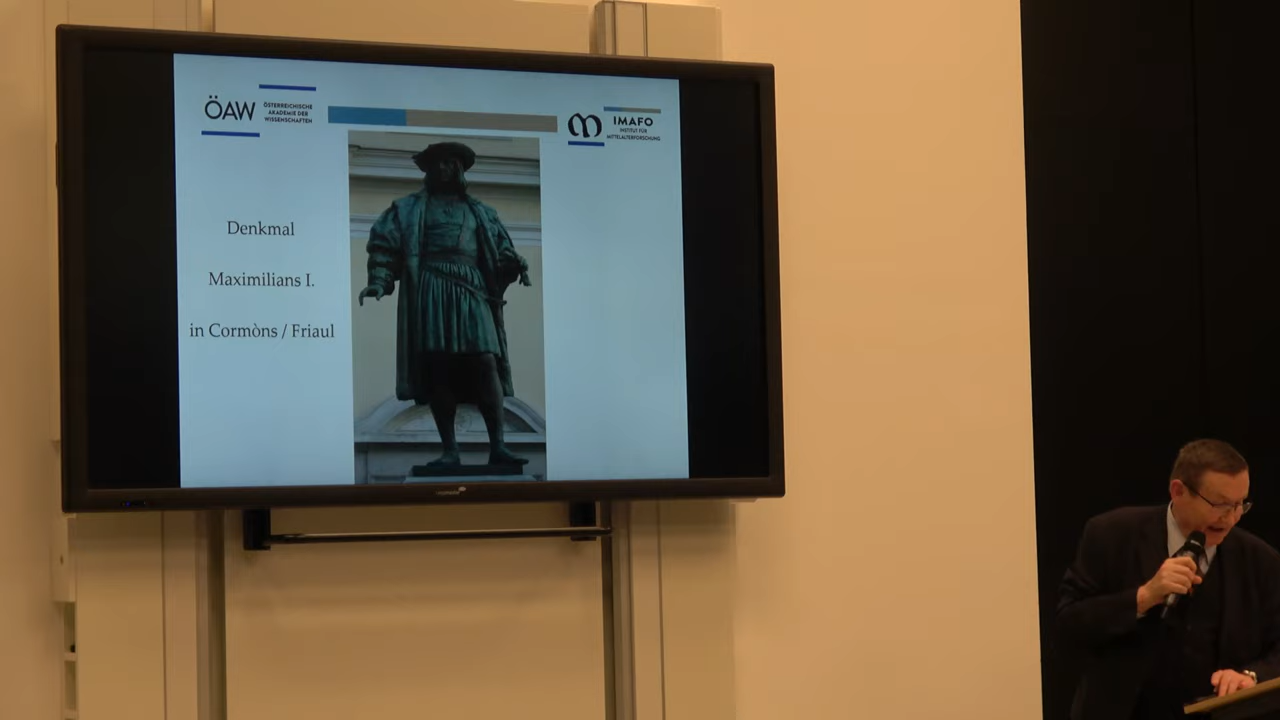 ÖAW
ÖSTERREICHISCHE
AKADEMIE DER
WISSENSCHAFTEN
IMAFO
INSTITUT FÜR
MITTELALTERFORSCHUNG
Denkmal
Maximilians I.
in Cormòns / Friaul